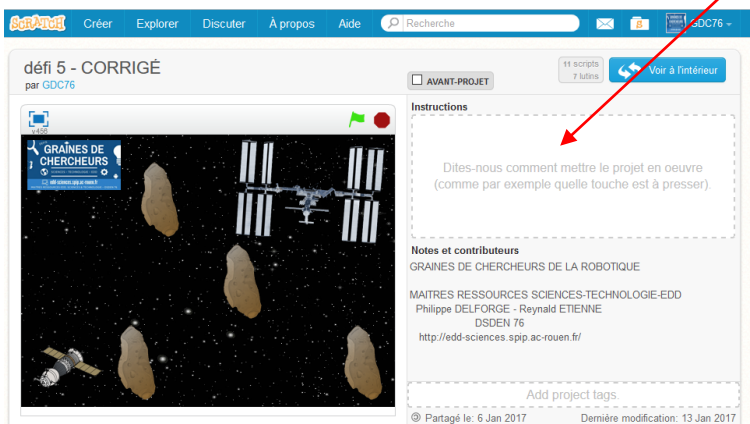 SCRATCH Créer Explorer Discuter À propos Aide Recherche GDC76
défi 5 - CORRIGÉ
par GDC76
11 scripts
7 lutins
Voir à l'intérieur
AVANT-PROJET
v456
GRAINES DE
CHERCHEURS
SCIENCES - TECHNOLOGIE - EDD
Instructions
Dites-nous comment mettre le projet en oeuvre
(comme par exemple quelle touche est à presser).
Notes et contributeurs
GRAINES DE CHERCHEURS DE LA ROBOTIQUE
MAITRES RESSOURCES SCIENCES-TECHNOLOGIE-EDD
Philippe DELFORGE - Reynald ETIENNE
DSDEN 76
http://edd-sciences.spip.ac-rouen.fr/
Add project tags.
Partagé le: 6 Jan 2017 Dernière modification: 13 Jan 2017